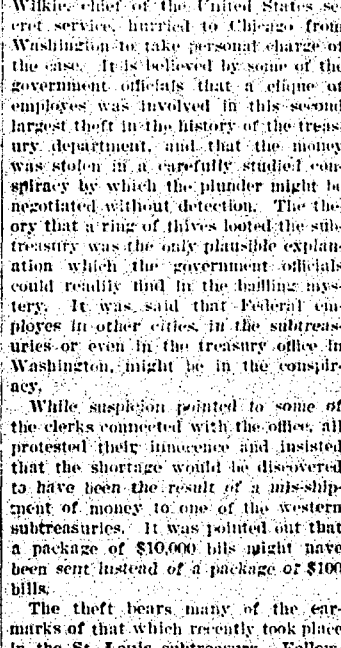 Wilkie, chief of the United States se-
cret service, hurried to Chicago from
Washington to take personal charge of
the case. It is believed by some of the
government officials that a clique of
employes was involved in this second
largest theft in the history of the treas-
ury department, and that the money
was stolen in a carefully studied con-
spiracy by which the plunder might be
negotiated without detection. The the-
ory that a ring of thives looted the sub-
treasury was the only plausible explan-
ation which the government officials
could readily find in the baffling mys-
tery. It was said that Federal em-
ployes in other cities, in the subtreas-
uries or even in the treasury office in
Washington, might be in the conspir-
acy.
While suspicion pointed to some of
the clerks connected with the office, all
protested their innocence and insisted
that the shortage would be discovered
to have been the result of a mis-ship-
ment of money to one of the western
subtreasuries. It was pointed out that
a package of $10,000 bils might have
been sent instead of a package of $100
bills.
The theft bears many of the ear-
marks of that which recently took place
in the St. Louis subtreasury. Follow-